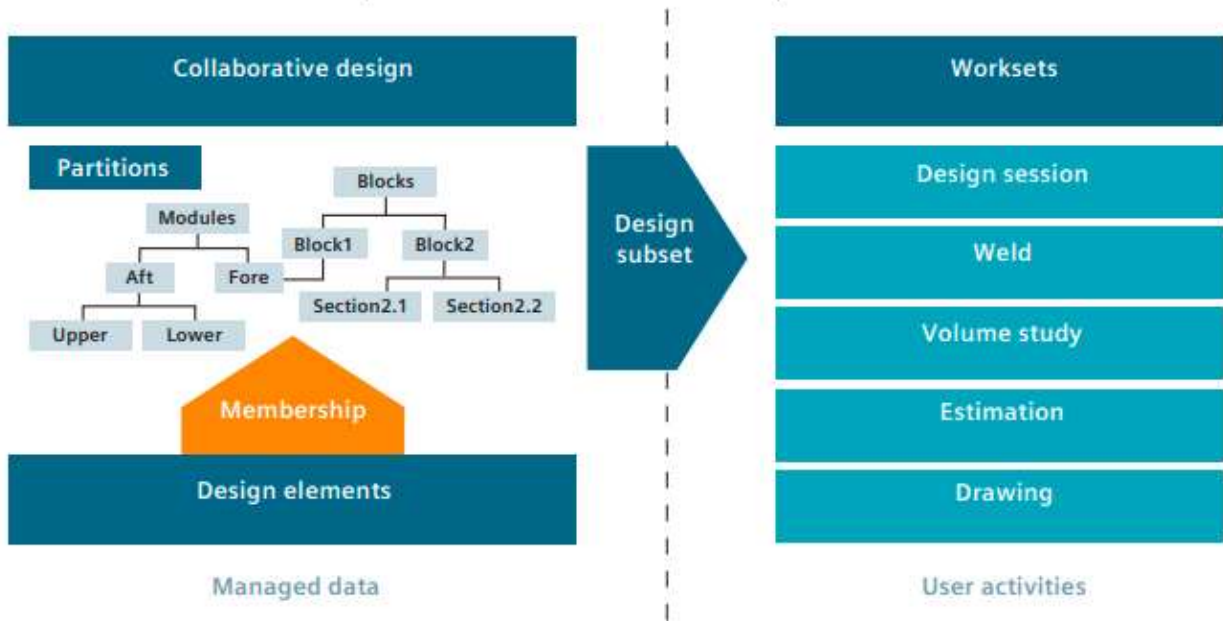 Collaborative design
Worksets
Partitions
Blocks
Modules
Block1
Block2
Aft
Fore
Section2.1
Section2.2
Upper
Lower
Design
subset
Design session
Weld
Volume study
Estimation
Drawing
Membership
Design elements
Managed data
User activities